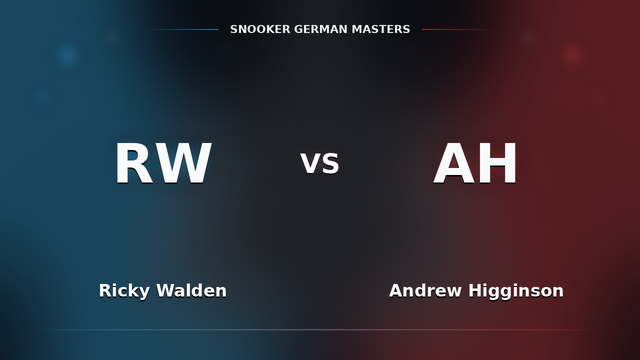 SNOOKER GERMAN MASTERS
RW
VS
AH
Ricky Walden
Andrew Higginson